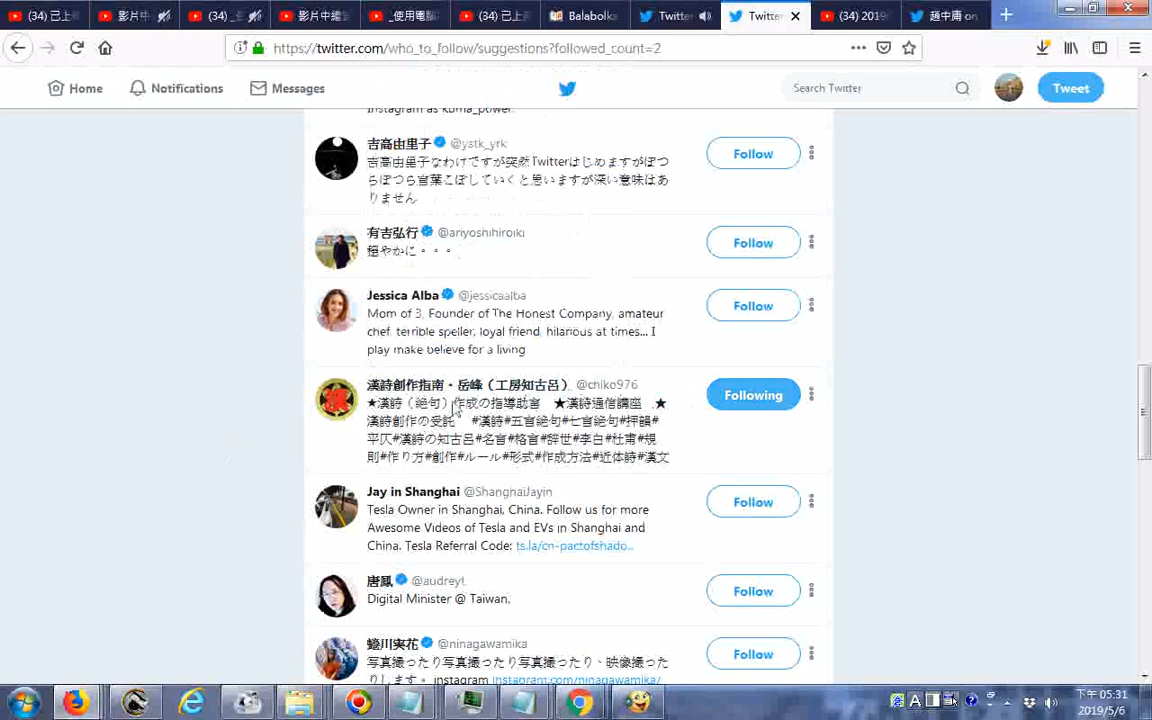 (34) 已上
影片中
(34) _
影片中繼
_使用電腦
(34) 已上
Balabolka
Twitter
Twitter
(34) 2019
趙中庸 on
https://twitter.com/who_to_follow/suggestions?followed_count=2
Home
Notifications
Messages
Search Twitter
Tweet
Instagram as kuma_power.
吉高由里子 @ystk_yrk
吉高由里子なわけですが突然Twitterはじめますがぽつ
らぽつら言葉こぼしていくと思いますが深い意味はあ
りません
Follow
有吉弘行 @ariyoshihiroiki
穏やかに・・・。
Follow
Jessica Alba @jessicaalba
Mom of 3, Founder of The Honest Company, amateur
chef, terrible speller, loyal friend, hilarious at times... I
play make believe for a living
Follow
漢詩創作指南・岳峰（工房知古呂） @chiko976
★漢詩（絶句）作成の指導助言　★漢詩通信講座　★
漢詩創作の受託　#漢詩#五言絶句#七言絶句#押韻#
平仄#漢詩の知古呂#名言#格言#辞世#李白#杜甫#規
則#作り方#創作#ルール#形式#作成方法#近体詩#漢文
Following
Jay in Shanghai @ShanghaiJayin
Tesla Owner in Shanghai, China. Follow us for more
Awesome Videos of Tesla and EVs in Shanghai and
China. Tesla Referral Code: ts.la/cn-pactofshado...
Follow
唐鳳 @audreyt
Digital Minister @ Taiwan.
Follow
蜷川実花 @ninagawamika
写真撮ったり写真撮ったり写真撮ったり、映像撮った
りします。 instagram instagram.com/ninagawamika/
Follow
下午 05:31
2019/5/6